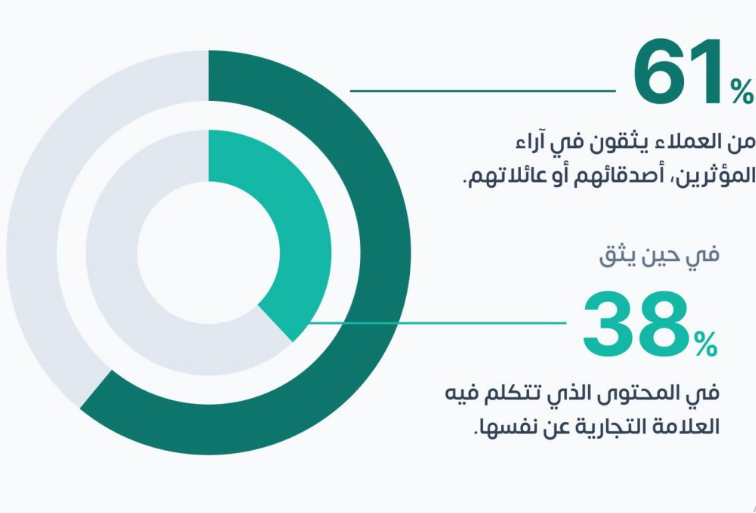 61%
من العملاء يثقون في آراء
المؤثرين، أصدقائهم أو عائلاتهم.
في حين يثق
38%
في المحتوى الذي تتكلم فيه
العلامة التجارية عن نفسها.